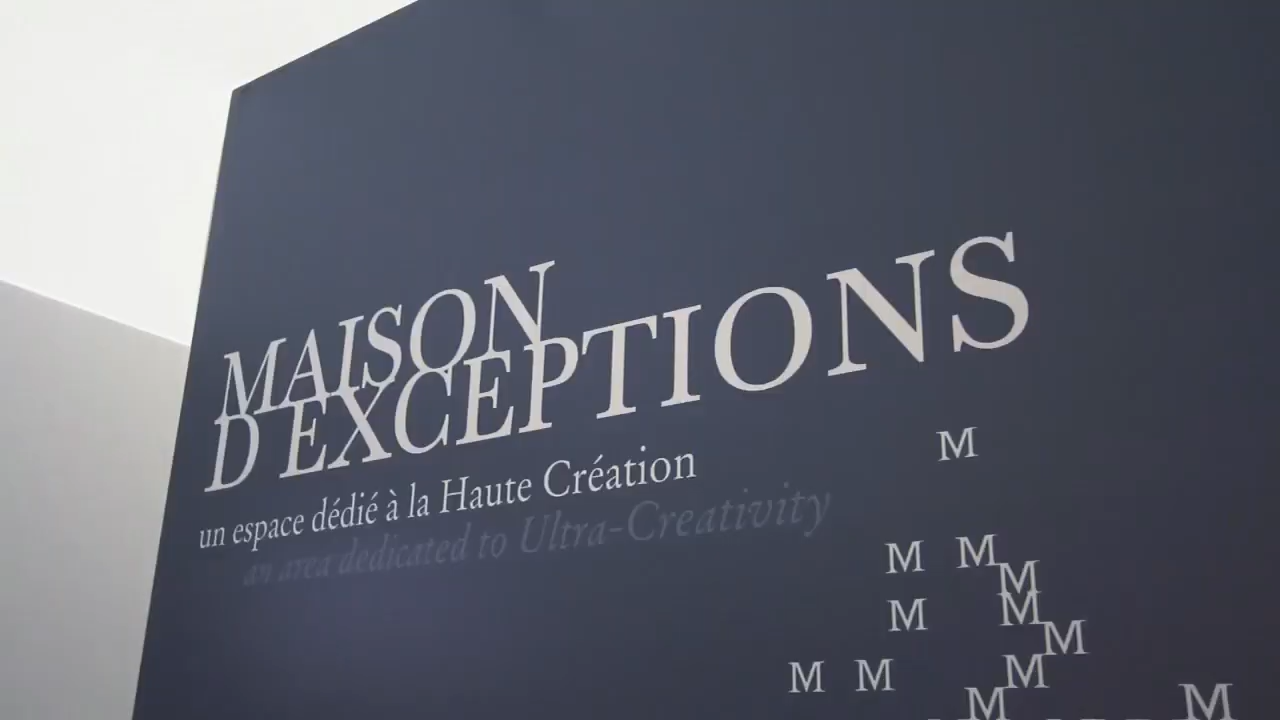 MAISON
D'EXCEPTIONS
un espace dédié à la Haute Création
an area dedicated to Ultra-Creativity
M
M M
M
M M
M
M M M
M M